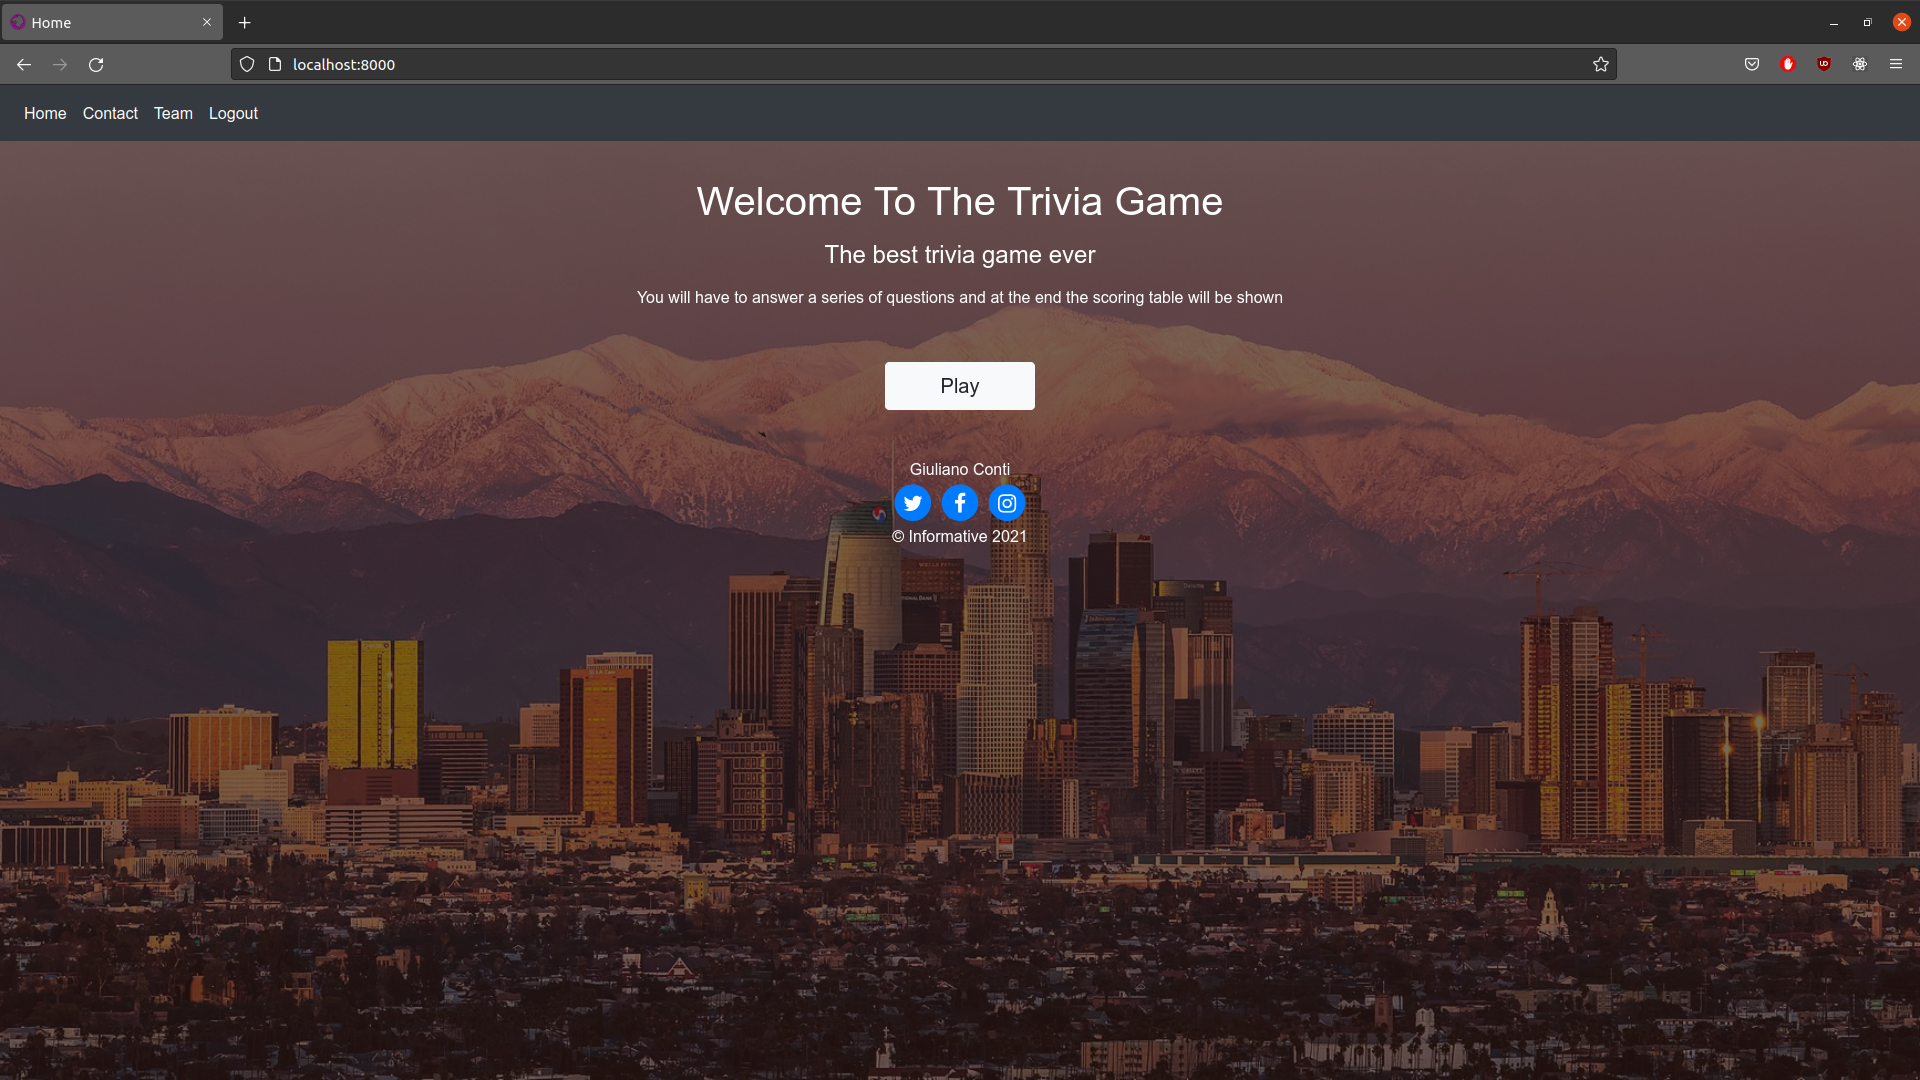 Home
localhost:8000
Home Contact Team Logout
Welcome To The Trivia Game
The best trivia game ever
You will have to answer a series of questions and at the end the scoring table will be shown
Play
Giuliano Conti
© Informative 2021